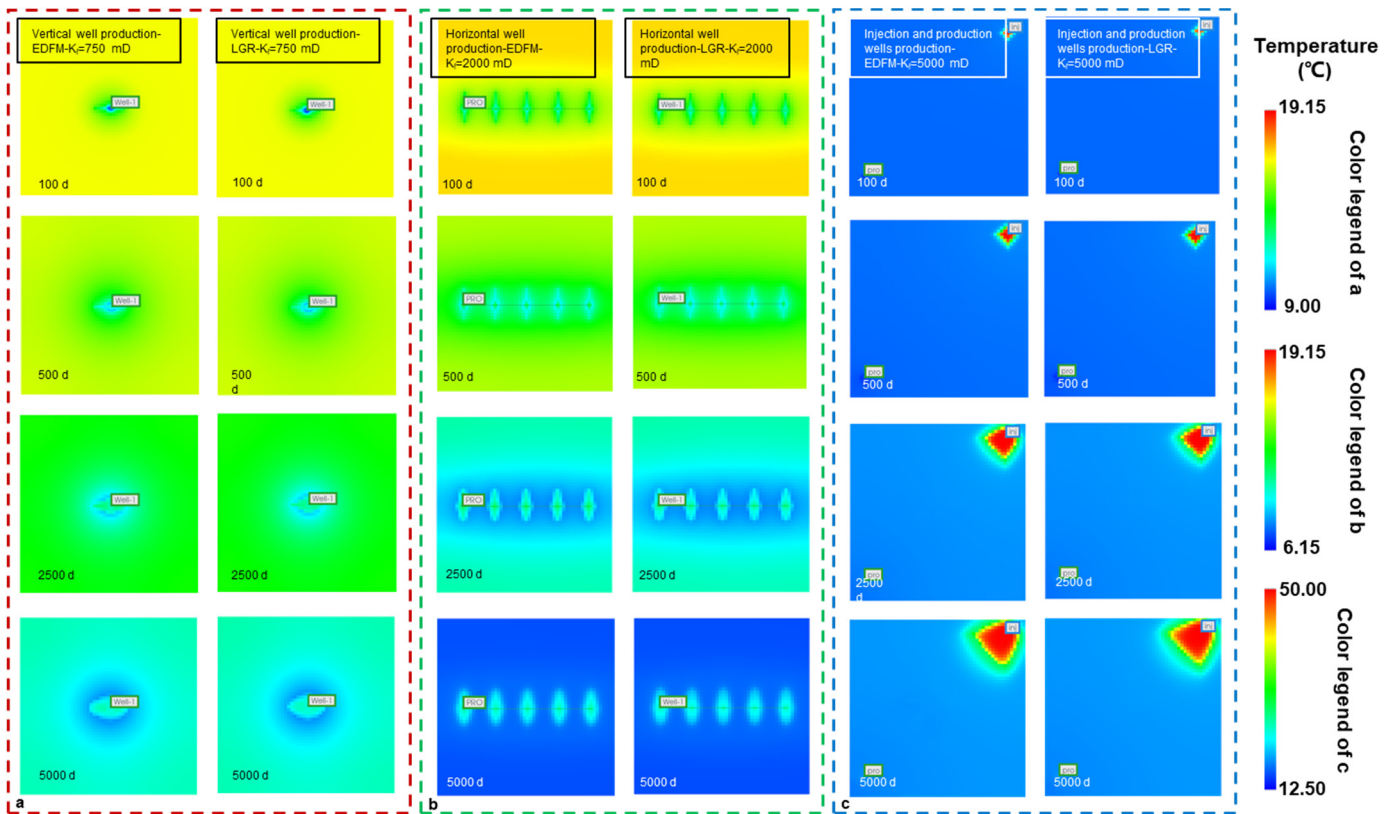 Vertical well production-
EDFM-Kf=750 mD
Vertical well production-
LGR-Kf=750 mD
Well-1
100 d
Well-1
100 d
Well-1
500 d
Well-1
500
d
Well-1
2500 d
Well-1
2500 d
Well-1
5000 d
Well-1
5000 d
a
Horizontal well
production-EDFM-
Kf=2000 mD
Horizontal well
production-LGR-Kf=2000
mD
PRO
100 d
Well-1
100 d
PRO
500 d
Well-1
500 d
PRO
2500 d
Well-1
2500 d
PRO
5000 d
Well-1
5000 d
b
Injection and production
wells production-
EDFM-Kf=5000 mD
inj
Injection and production
wells production-LGR-
Kf=5000 mD
inj
pro
100 d
pro
100 d
inj
pro
500 d
inj
pro
500 d
inj
pro
2500
d
inj
pro
2500 d
inj
pro
5000 d
inj
pro
5000 d
c
Temperature
(℃)
19.15
Color legend of a
9.00
19.15
Color legend of b
6.15
50.00
Color legend of c
12.50